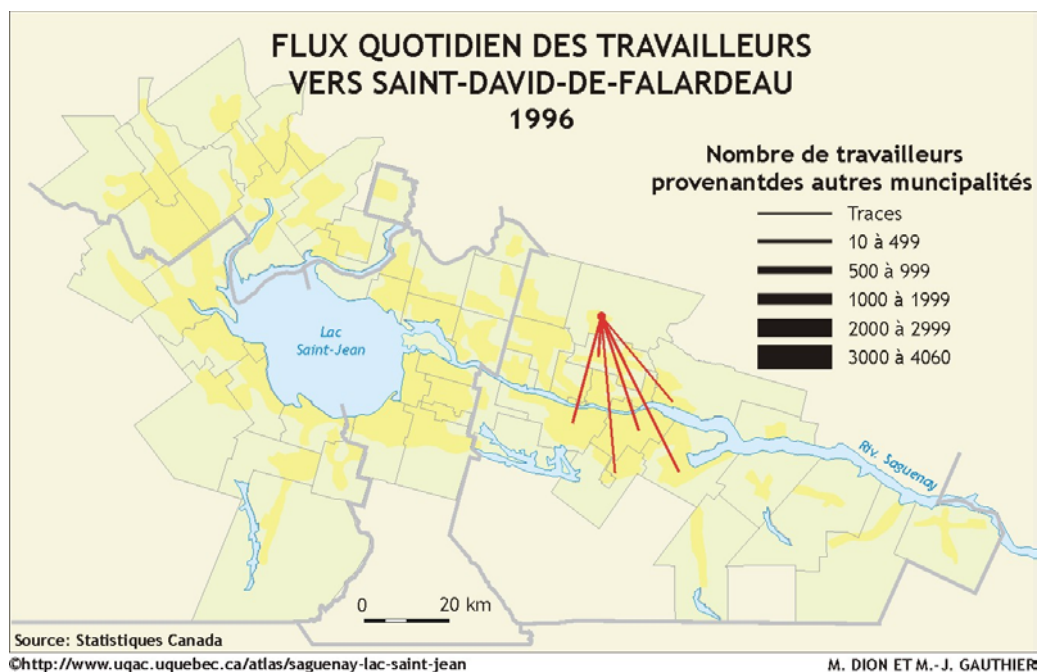 FLUX QUOTIDIEN DES TRAVAILLEURS
VERS SAINT-DAVID-DE-FALARDEAU
1996
Nombre de travailleurs
provenantdes autres muncipalités
Traces
10 à 499
500 à 999
1000 à 1999
2000 à 2999
3000 à 4060
Lac
Saint-Jean
Riv. Saguenay
0 20 km
Source: Statistiques Canada
©http://www.uqac.uquebec.ca/atlas/saguenay-lac-saint-jean
M. DION ET M.-J. GAUTHIER